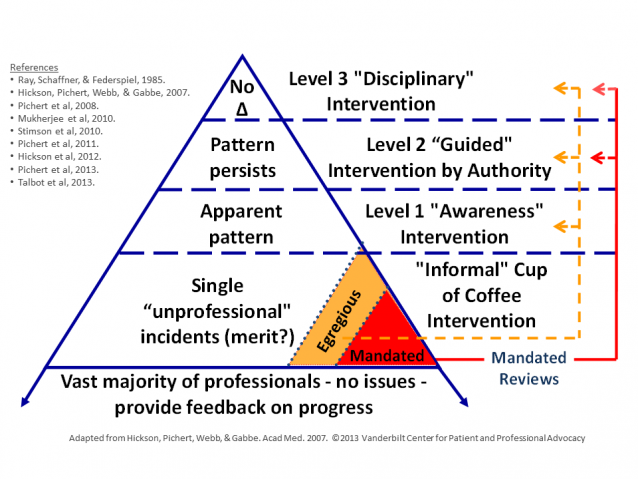 References
• Ray, Schaffner, & Federspiel, 1985.
• Hickson, Pichert, Webb, & Gabbe, 2007.
• Pichert et al, 2008.
• Mukherjee et al, 2010.
• Stimson et al, 2010.
• Pichert et al, 2011.
• Hickson et al, 2012.
• Pichert et al, 2013.
• Talbot et al, 2013.
No
Δ
Level 3 "Disciplinary"
Intervention
Pattern
persists
Level 2 “Guided"
Intervention by Authority
Apparent
pattern
Level 1 "Awareness"
Intervention
Single
“unprofessional"
incidents (merit?)
Egregious
Mandated
"Informal" Cup
of Coffee
Intervention
Mandated
Reviews
Vast majority of professionals - no issues -
provide feedback on progress
Adapted from Hickson, Pichert, Webb, & Gabbe. Acad Med. 2007. ©2013 Vanderbilt Center for Patient and Professional Advocacy